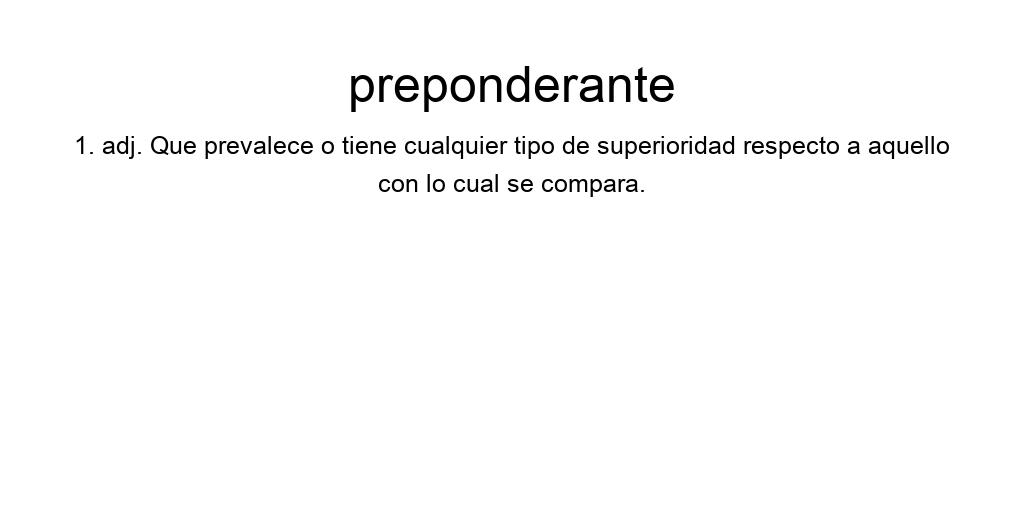 preponderante
1. adj. Que prevalece o tiene cualquier tipo de superioridad respecto a aquello
con lo cual se compara.